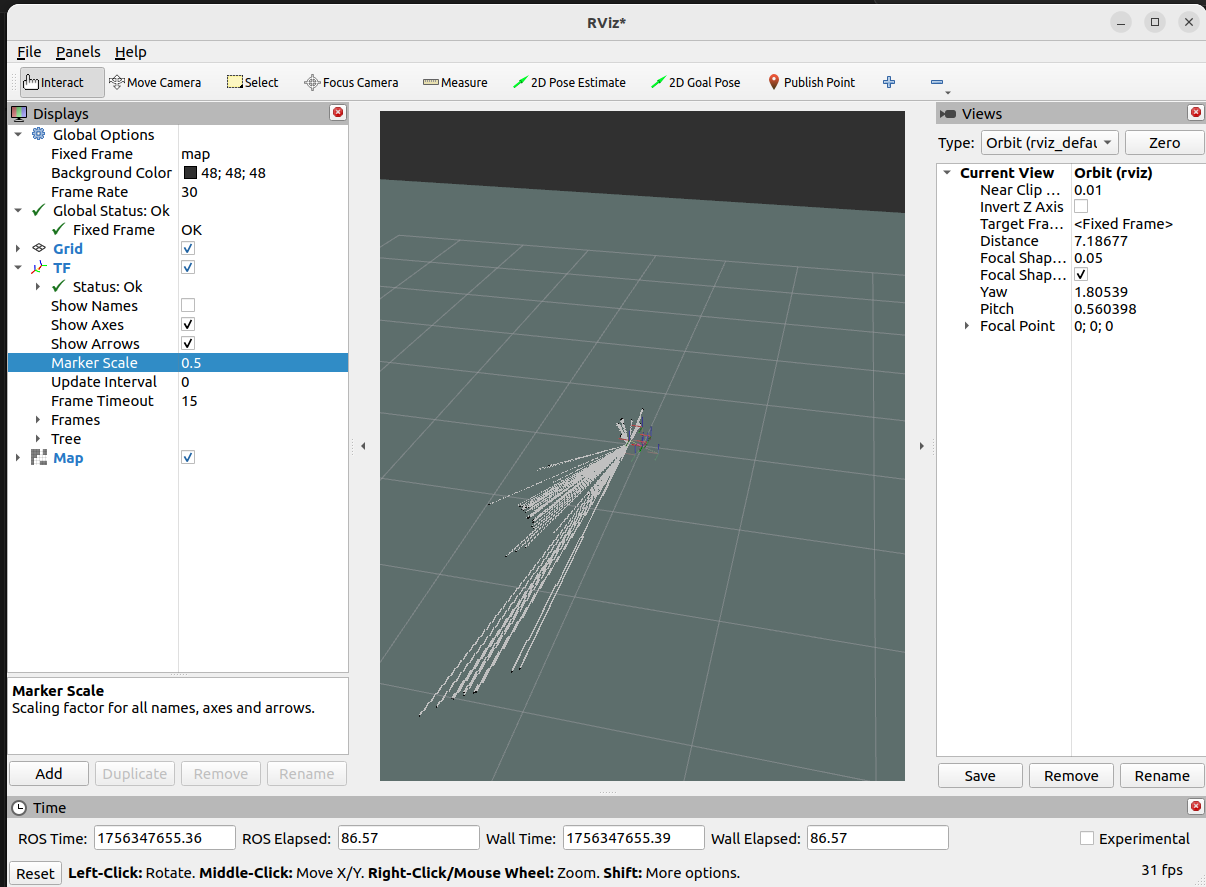 RViz*
File Panels Help
Interact Move Camera Select Focus Camera Measure 2D Pose Estimate 2D Goal Pose Publish Point
Displays
Global Options
Fixed Frame map
Background Color 48; 48; 48
Frame Rate 30
Global Status: Ok
Fixed Frame OK
Grid
TF
Status: Ok
Show Names
Show Axes
Show Arrows
Marker Scale 0.5
Update Interval 0
Frame Timeout 15
Frames
Tree
Map
Marker Scale
Scaling factor for all names, axes and arrows.
Add Duplicate Remove Rename
Views
Type: Orbit (rviz_defau Zero
Current View Orbit (rviz)
Near Clip ... 0.01
Invert Z Axis
Target Fra... <Fixed Frame>
Distance 7.18677
Focal Shap... 0.05
Focal Shap...
Yaw 1.80539
Pitch 0.560398
Focal Point 0; 0; 0
Save Remove Rename
Time
ROS Time: 1756347655.36 ROS Elapsed: 86.57 Wall Time: 1756347655.39 Wall Elapsed: 86.57 Experimental
Reset Left-Click: Rotate. Middle-Click: Move X/Y. Right-Click/Mouse Wheel: Zoom. Shift: More options. 31 fps